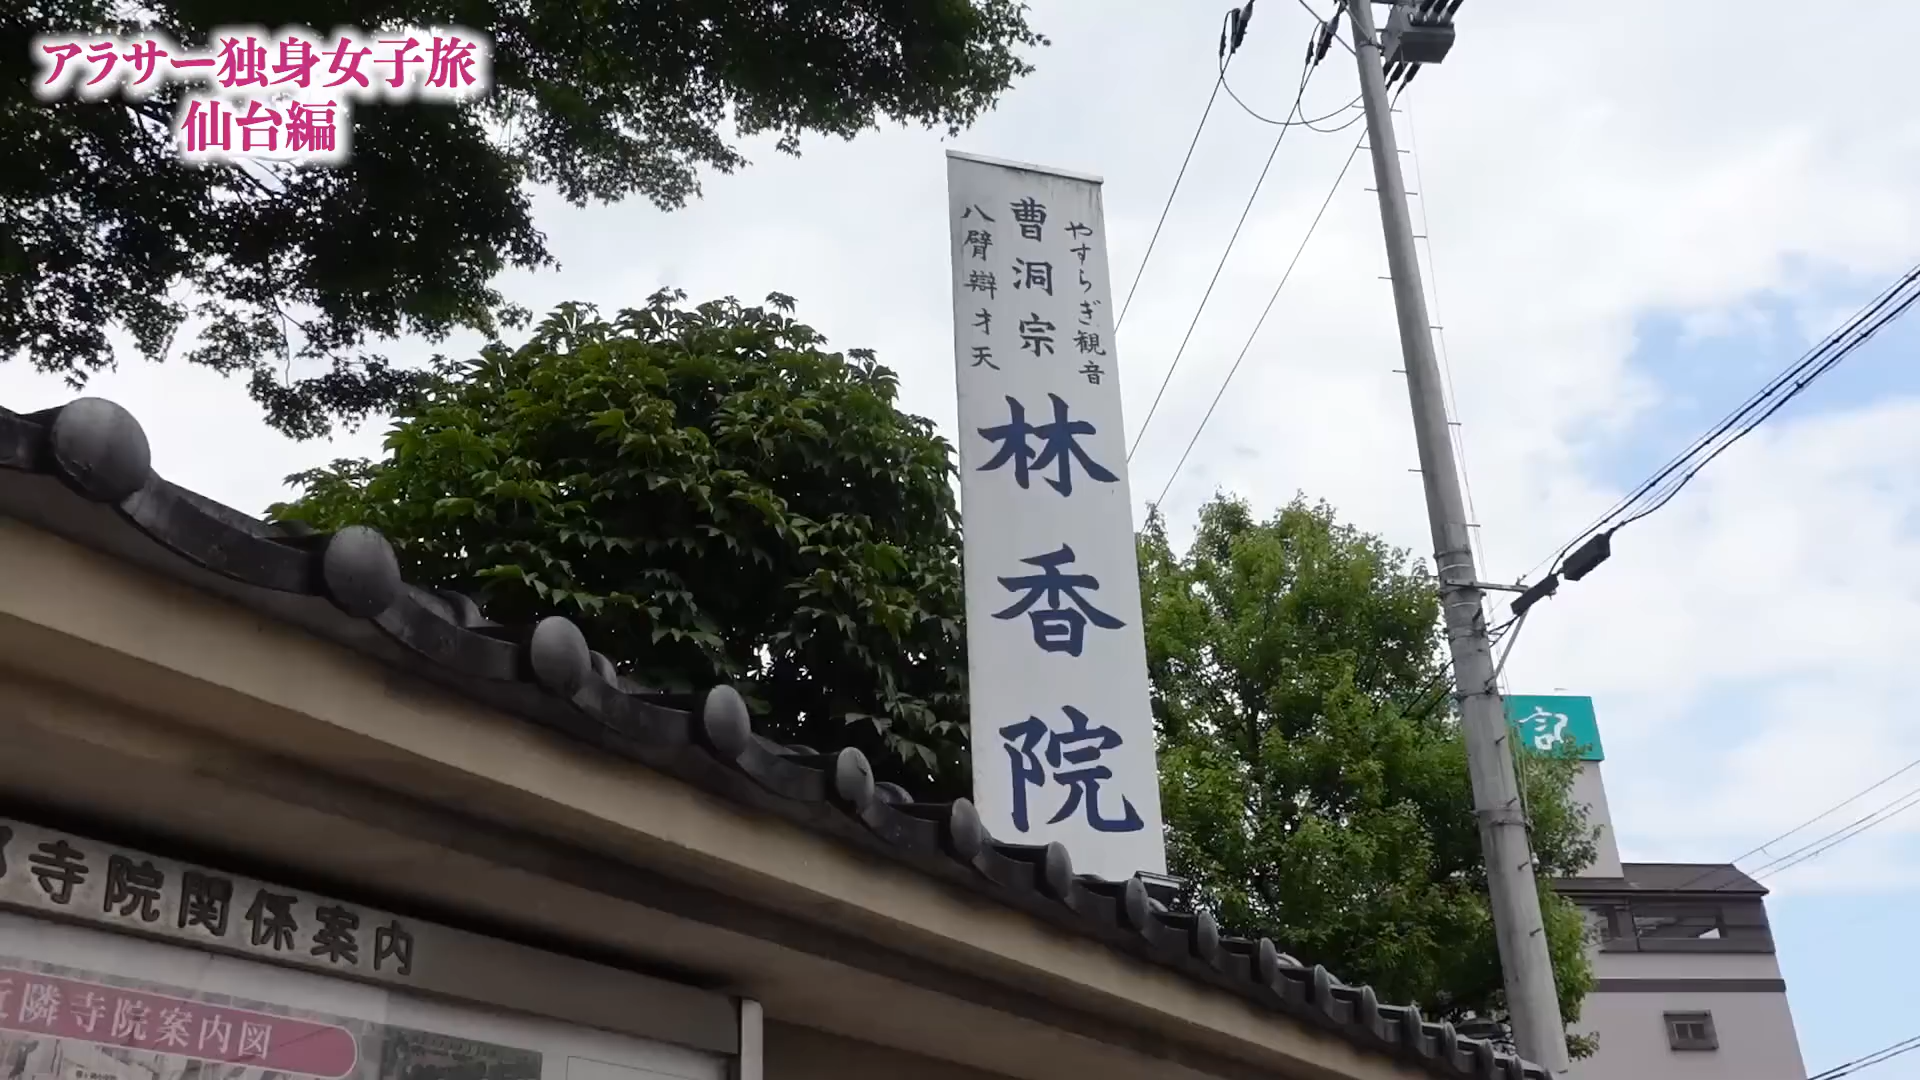 アラサー独身女子旅
仙台編
やすらぎ観音
曹洞宗
八臂辯才天
林香院
記
寺院関係案内
近隣寺院案内図